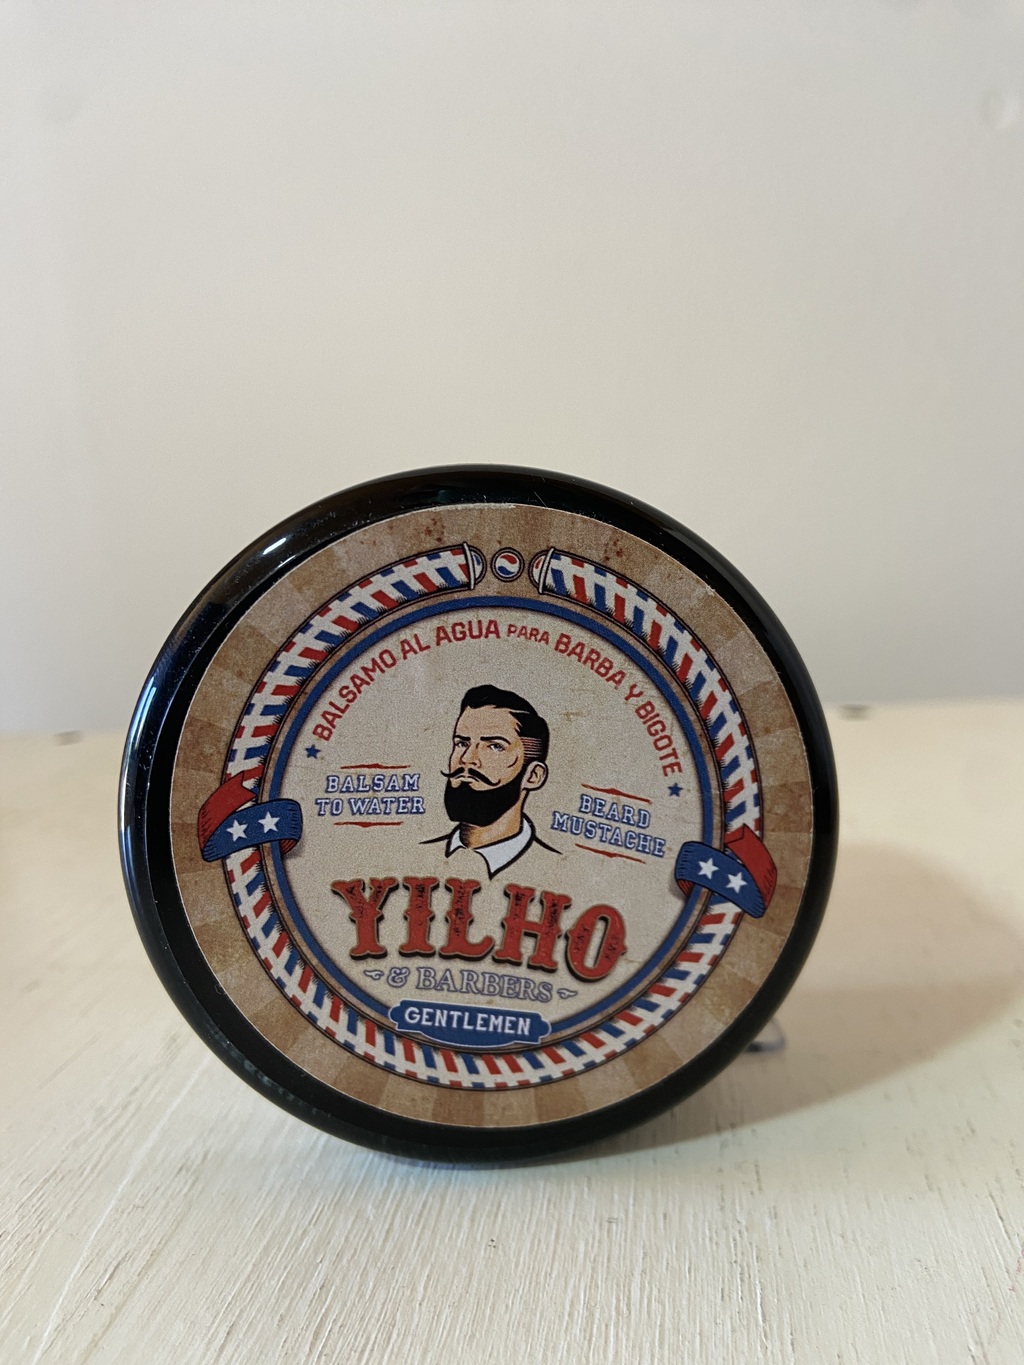 BALSAMO AL AGUA PARA BARBA Y BIGOTE
BALSAM
TO WATER
BEARD
MUSTACHE
YILHO
& BARBERS
GENTLEMEN